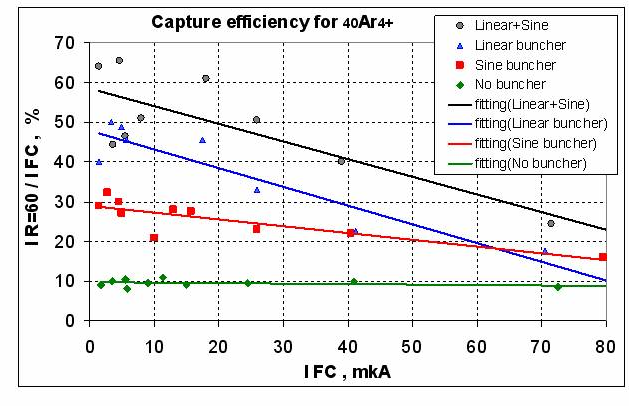 Capture efficiency for 40Ar4+
Linear+Sine
Linear buncher
Sine buncher
No buncher
fitting(Linear+Sine)
fitting(Linear buncher)
fitting(Sine buncher)
fitting(No buncher)
I R=60 / I FC , %
70
60
50
40
30
20
10
0
0 10 20 30 40 50 60 70 80
I FC , mkA